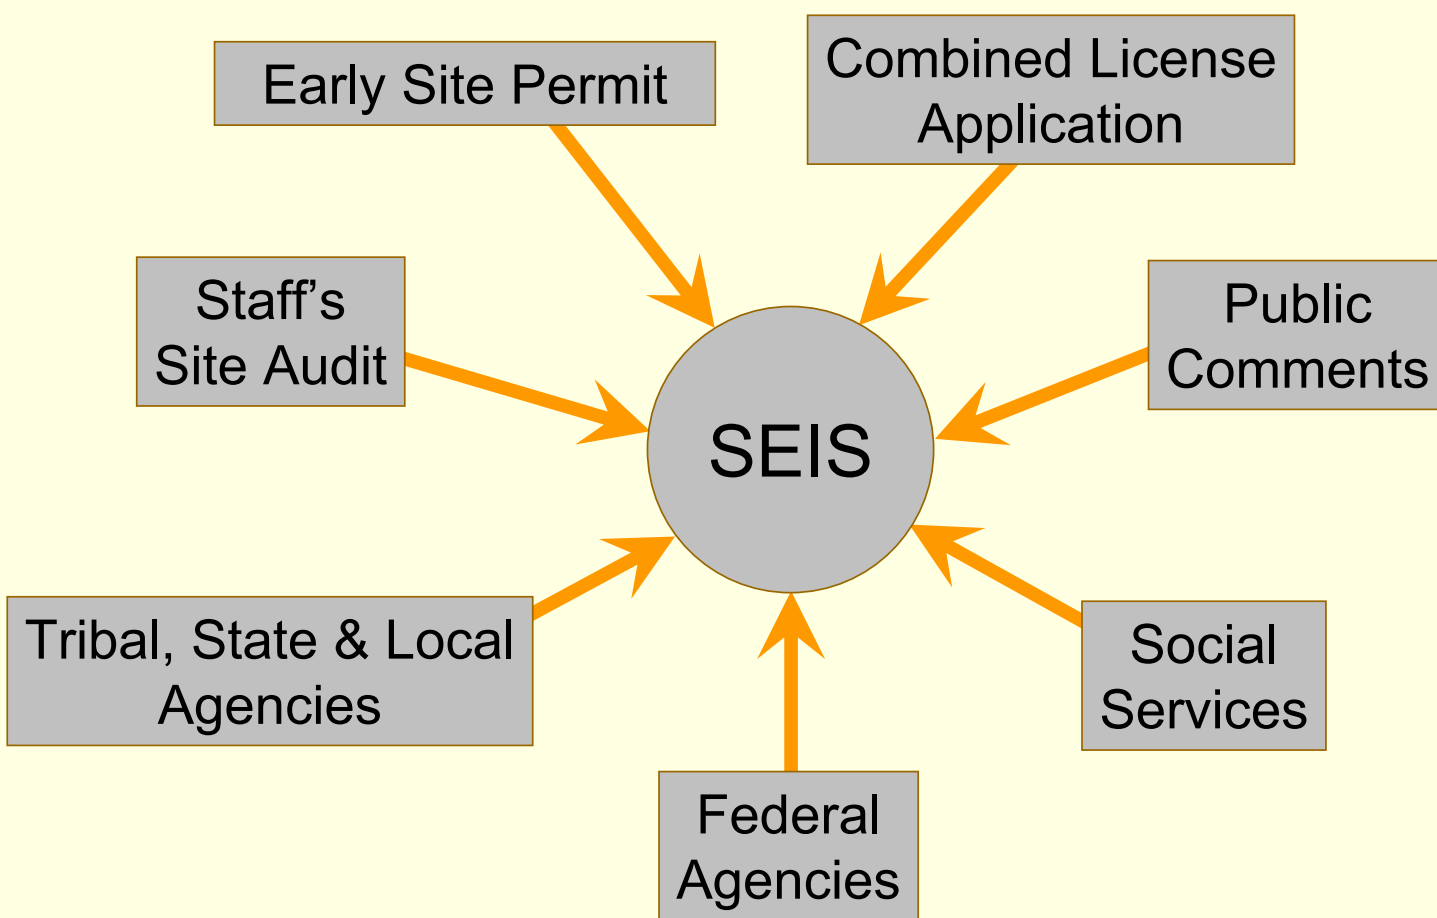 Early Site Permit
Combined License
Application
Staff’s
Site Audit
Public
Comments
SEIS
Tribal, State & Local
Agencies
Social
Services
Federal
Agencies